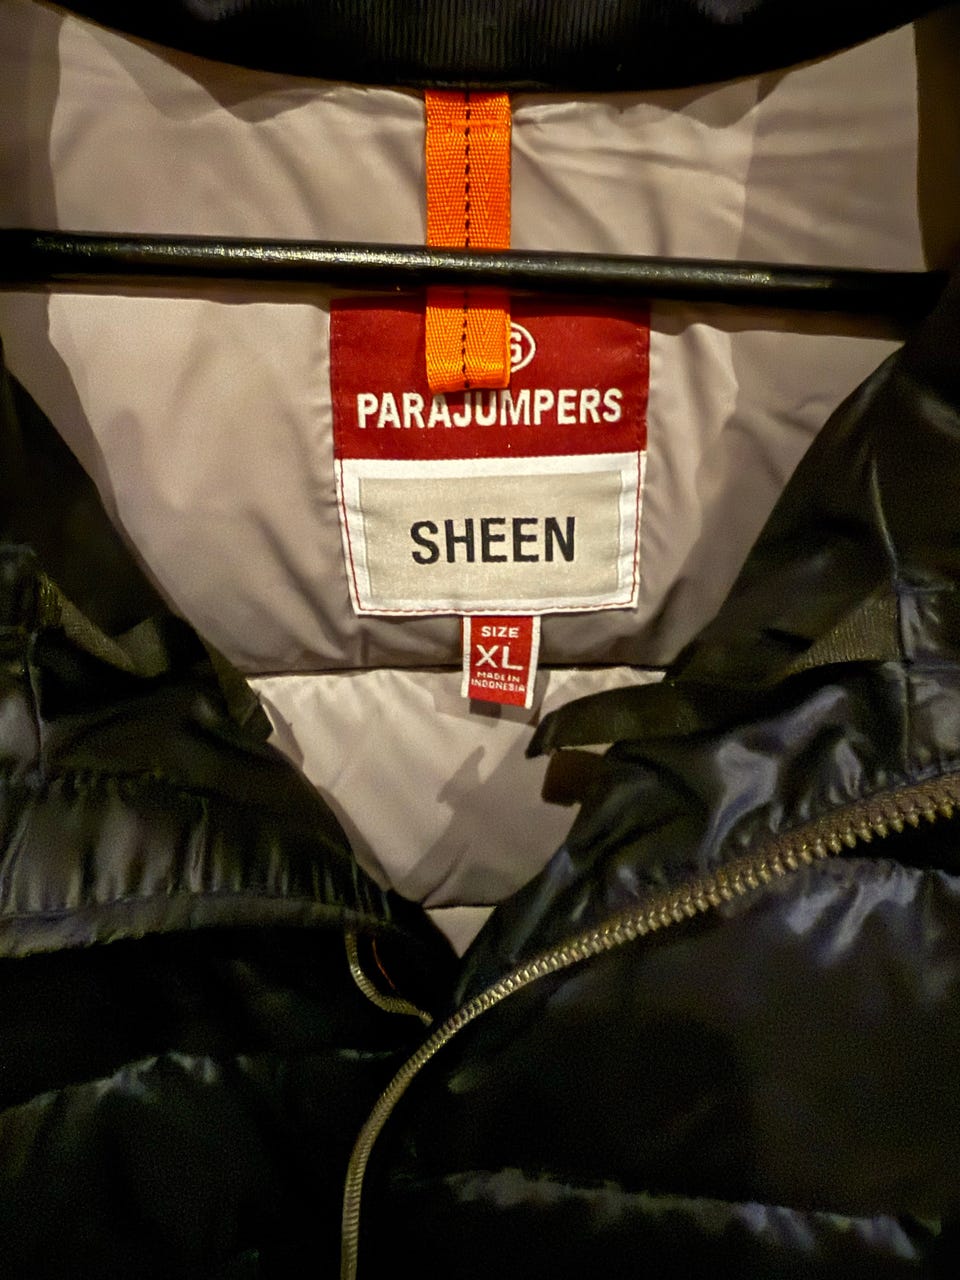 PARAJUMPERS
SHEEN
SIZE
XL
MADE IN
INDONESIA